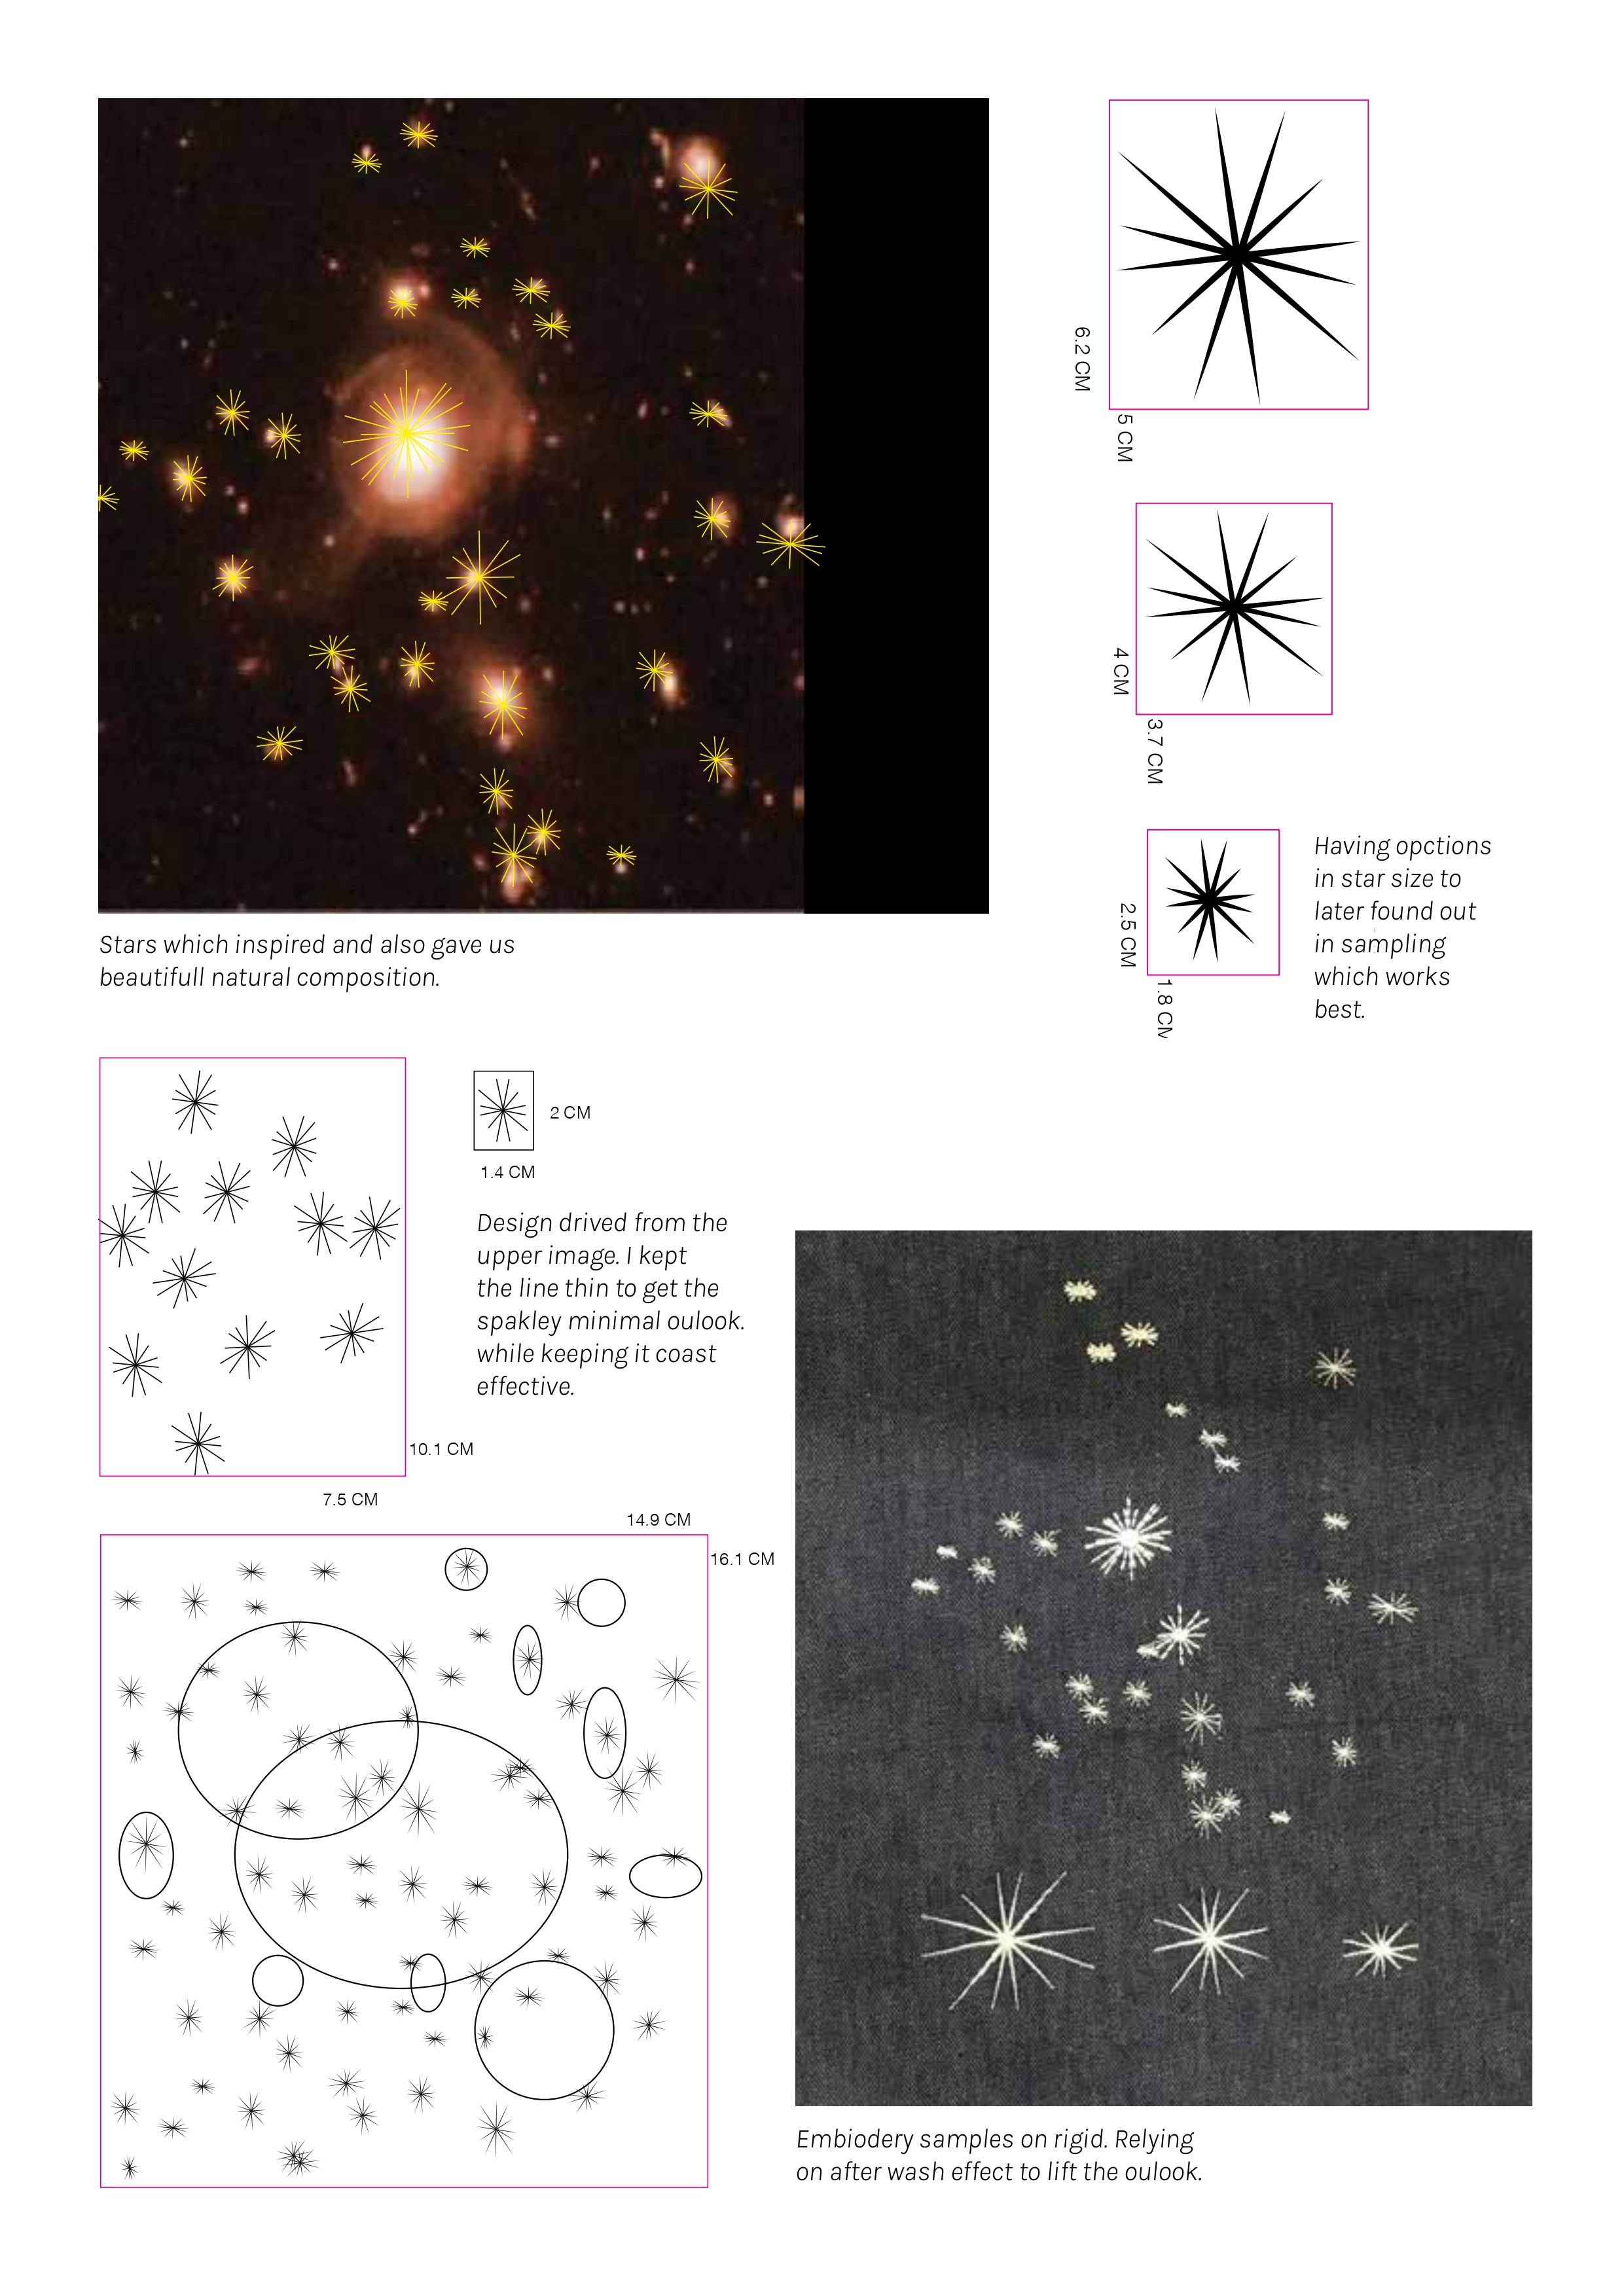 6.2 CM
5 CM
4 CM
3.7 CM
Having opctions
in star size to
later found out
in sampling
which works
best.
2.5 CM
1.8 CM
Stars which inspired and also gave us
beautifull natural composition.
2 CM
1.4 CM
Design drived from the
upper image. I kept
the line thin to get the
spakley minimal oulook.
while keeping it coast
effective.
10.1 CM
7.5 CM
14.9 CM
16.1 CM
Embiodery samples on rigid. Relying
on after wash effect to lift the oulook.